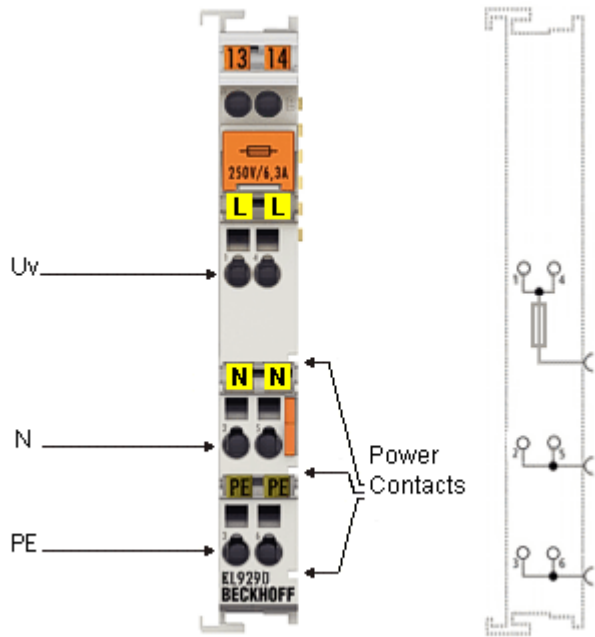 13 14
250V/6,3A
L L
Uv
1 4
N N
N
2 5
Power
Contacts
PE PE
PE
3 6
EL9290
BECKHOFF